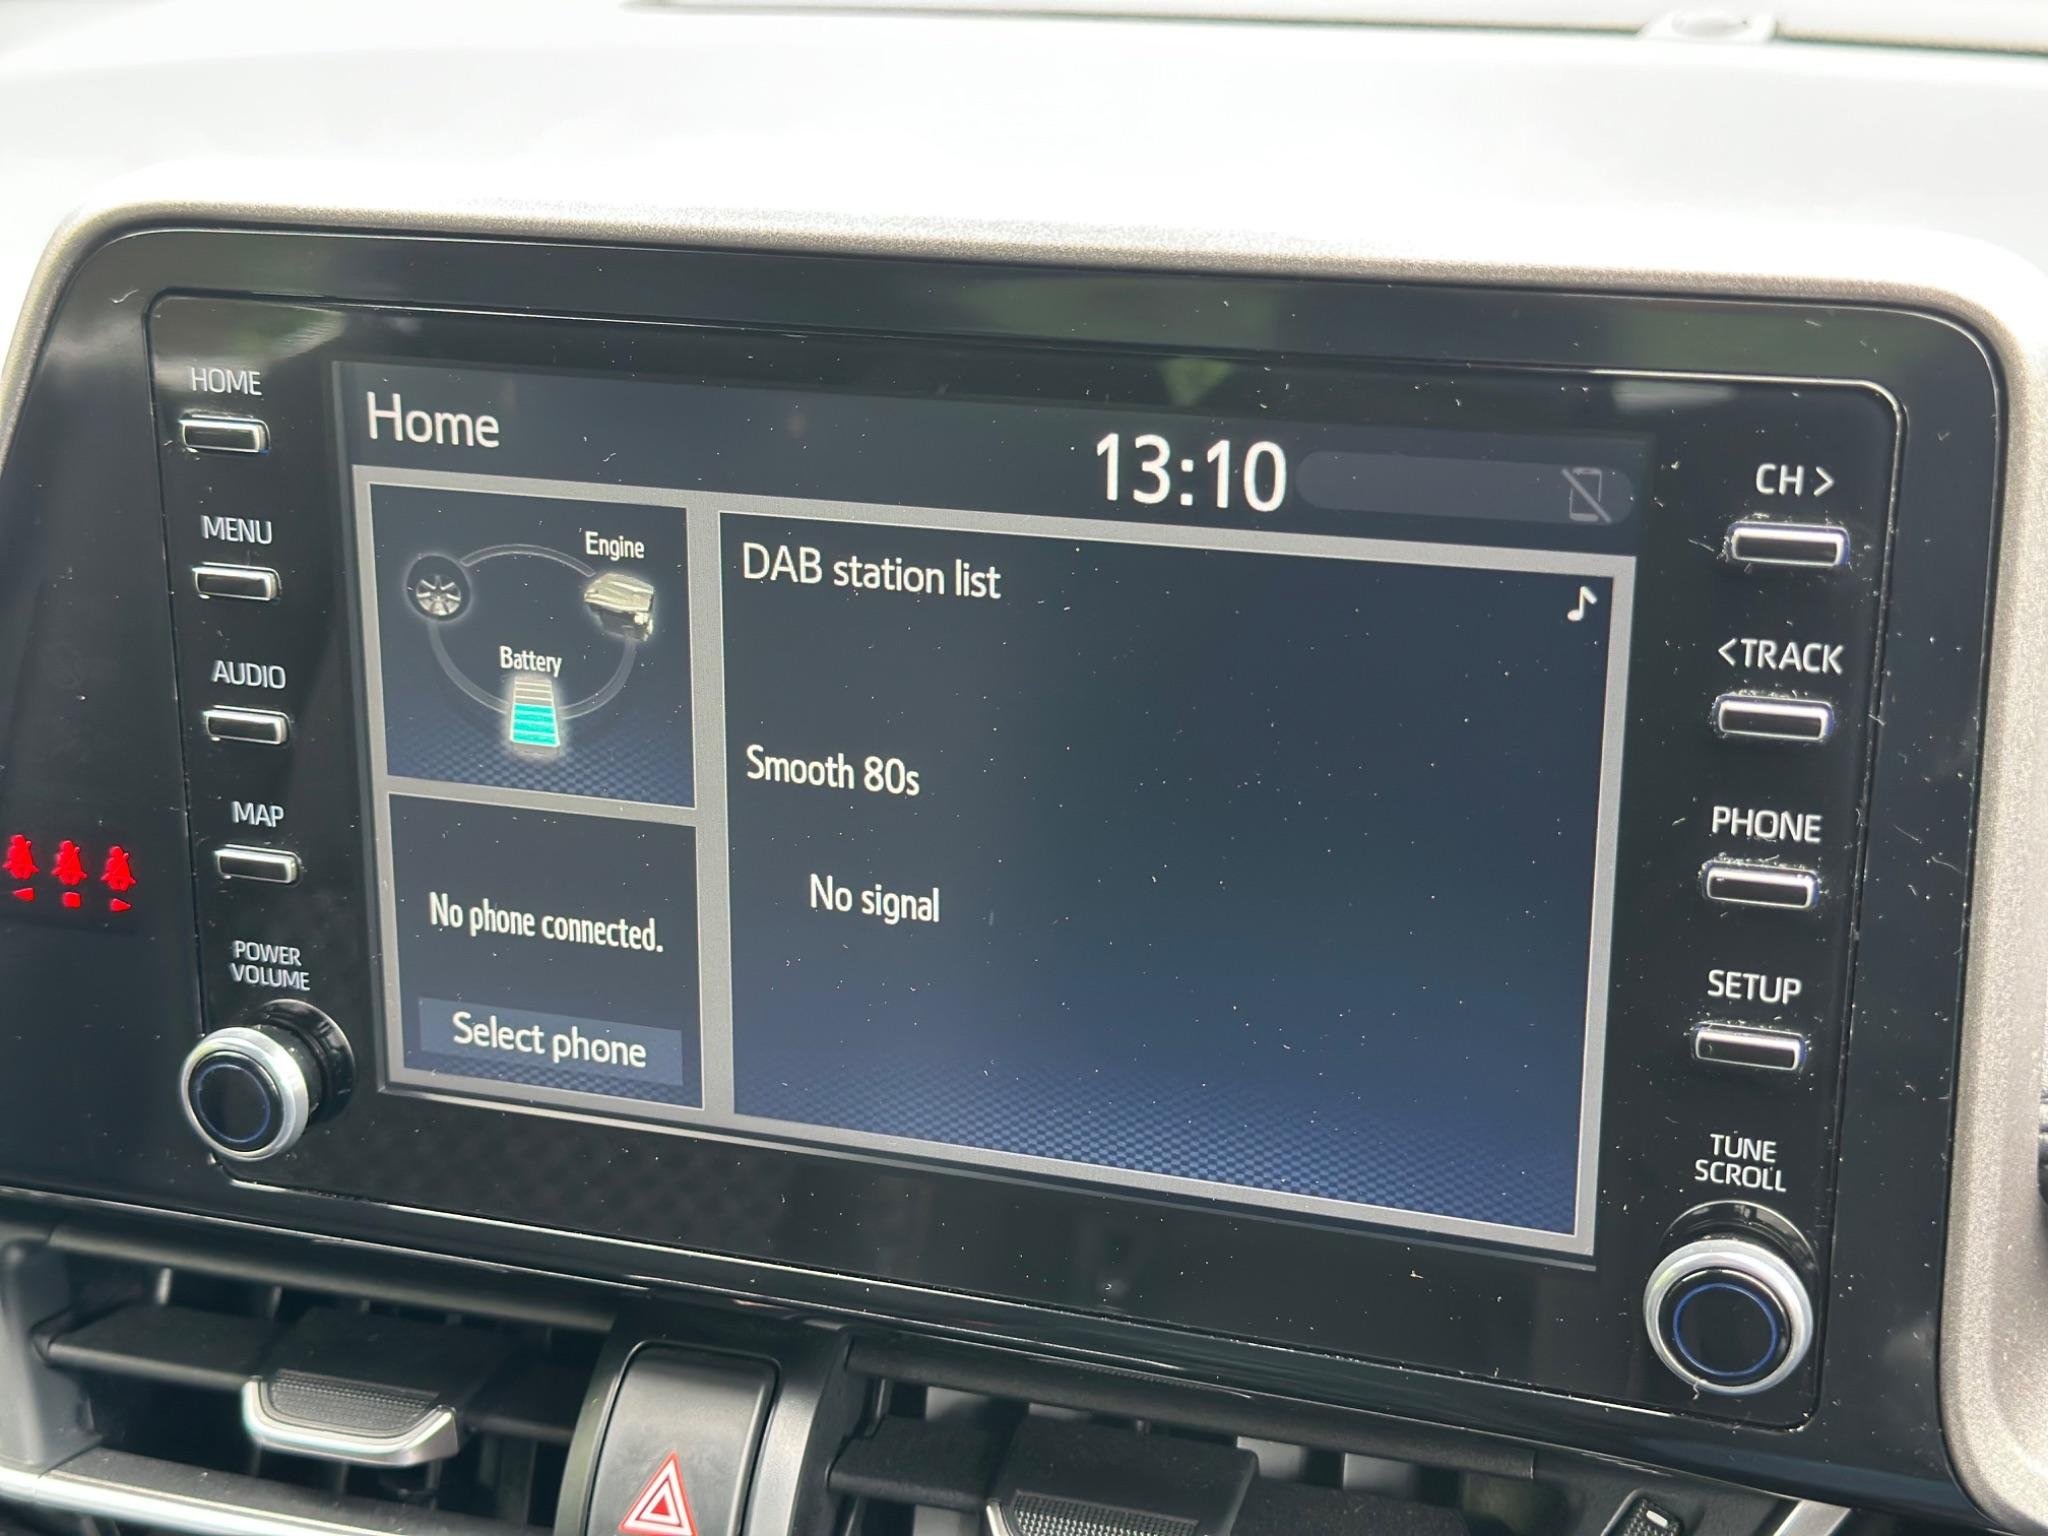 HOME
MENU
AUDIO
MAP
POWER
VOLUME
Home
13:10
Engine
Battery
No phone connected.
Select phone
DAB station list
Smooth 80s
No signal
CH >
<TRACK
PHONE
SETUP
TUNE
SCROLL